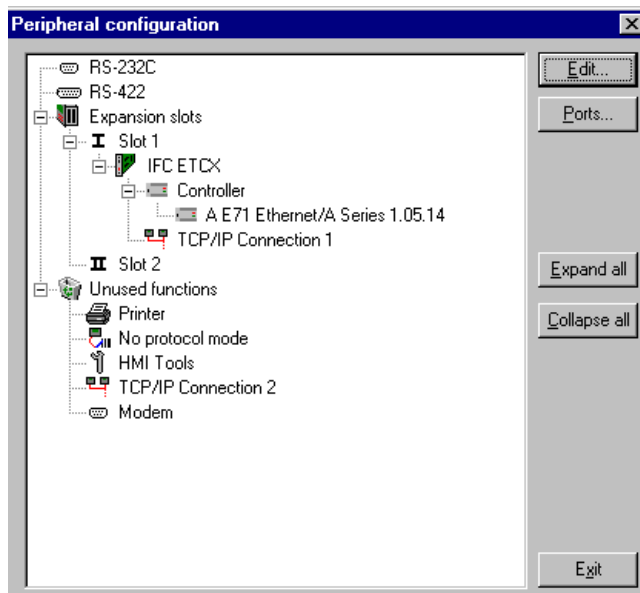 Peripheral configuration
RS-232C
RS-422
Expansion slots
I Slot 1
IFC ETCX
Controller
A E71 Ethernet/A Series 1.05.14
TCP/IP Connection 1
II Slot 2
Unused functions
Printer
No protocol mode
HMI Tools
TCP/IP Connection 2
Modem
Edit...
Ports...
Expand all
Collapse all
Exit